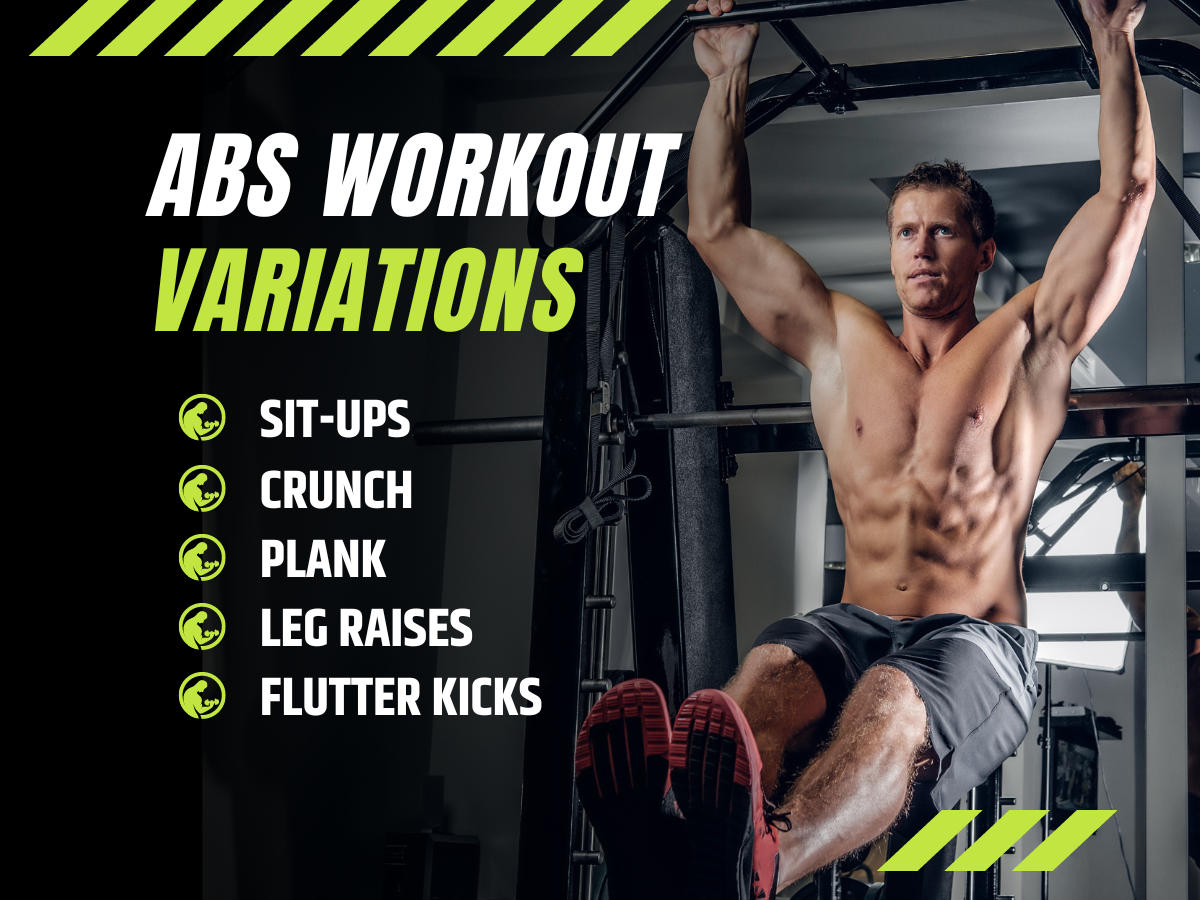 ABS WORKOUT
VARIATIONS
SIT-UPS
CRUNCH
PLANK
LEG RAISES
FLUTTER KICKS